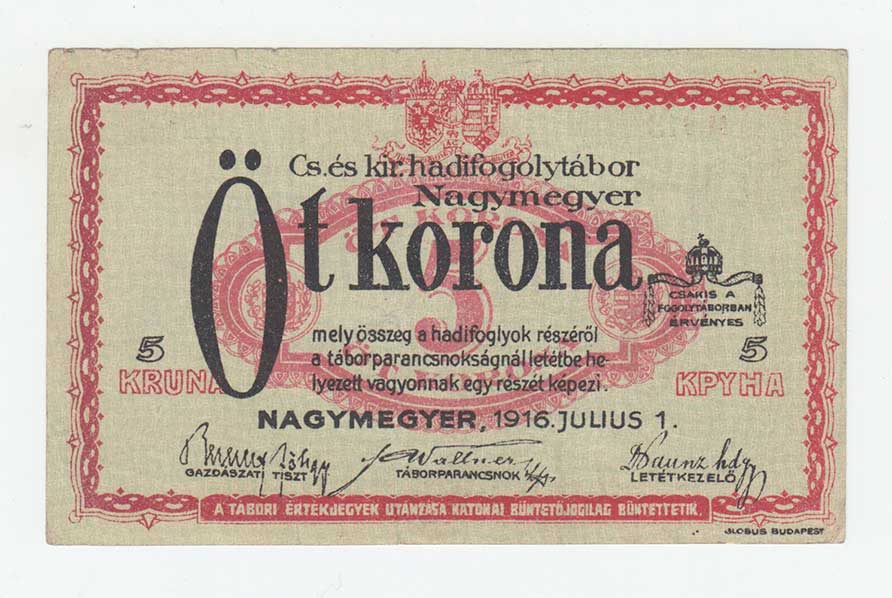 Cs. és kir. hadifogolytábor
Nagymegyer
Öt korona
CSAKIS A
FOGOLYTÁBORBAN
ÉRVÉNYES
mely összeg a hadifoglyok részéről
a táborparancsnokságnál letétbe he-
lyezett vagyonnak egy részét képezi.
5
KRUNA
5
5
КРУНА
NAGYMEGYER, 1916. JULIUS 1.
Wallner
GAZDÁSZATI TISZT
TÁBORPARANCSNOK
LETÉTKEZELŐ
A TÁBORI ÉRTÉKJEGYEK UTÁNZÁSA KATONAI BÜNTETŐJOGILAG BÜNTETTETIK
GLOBUS BUDAPEST